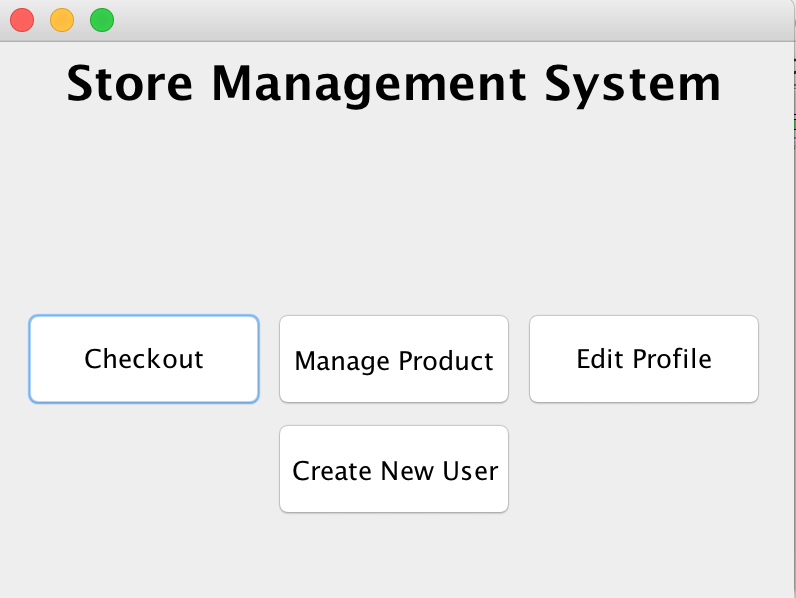 Store Management System
Checkout
Manage Product
Edit Profile
Create New User